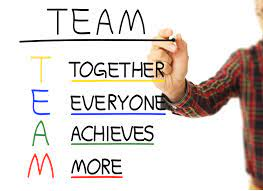 TEAM
T TOGETHER
E EVERYONE
A ACHIEVES
M MORE